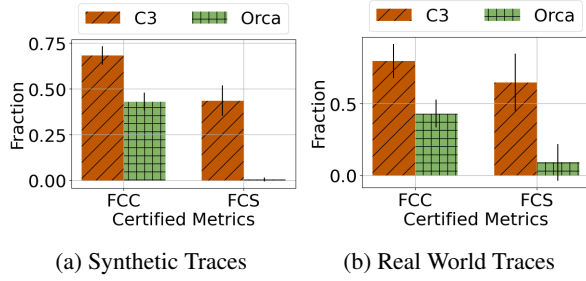 C3 Orca
0.75
0.50
0.25
0.00
Fraction
FCC FCS
Certified Metrics
(a) Synthetic Traces
C3 Orca
0.5
0.0
Fraction
FCC FCS
Certified Metrics
(b) Real World Traces